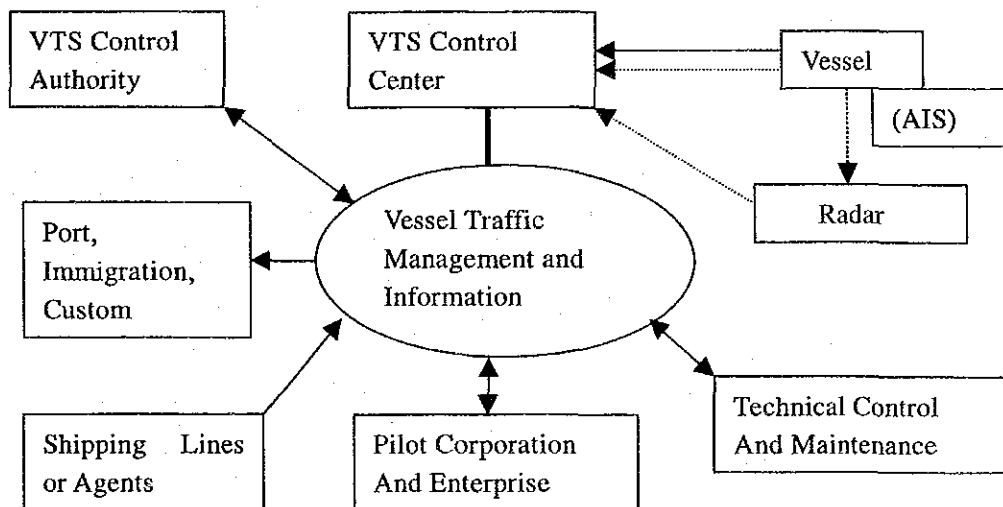 VTS Control
Authority
VTS Control
Center
Vessel
(AIS)
Radar
Port,
Immigration,
Custom
Vessel Traffic
Management and
Information
Shipping Lines
or Agents
Pilot Corporation
And Enterprise
Technical Control
And Maintenance